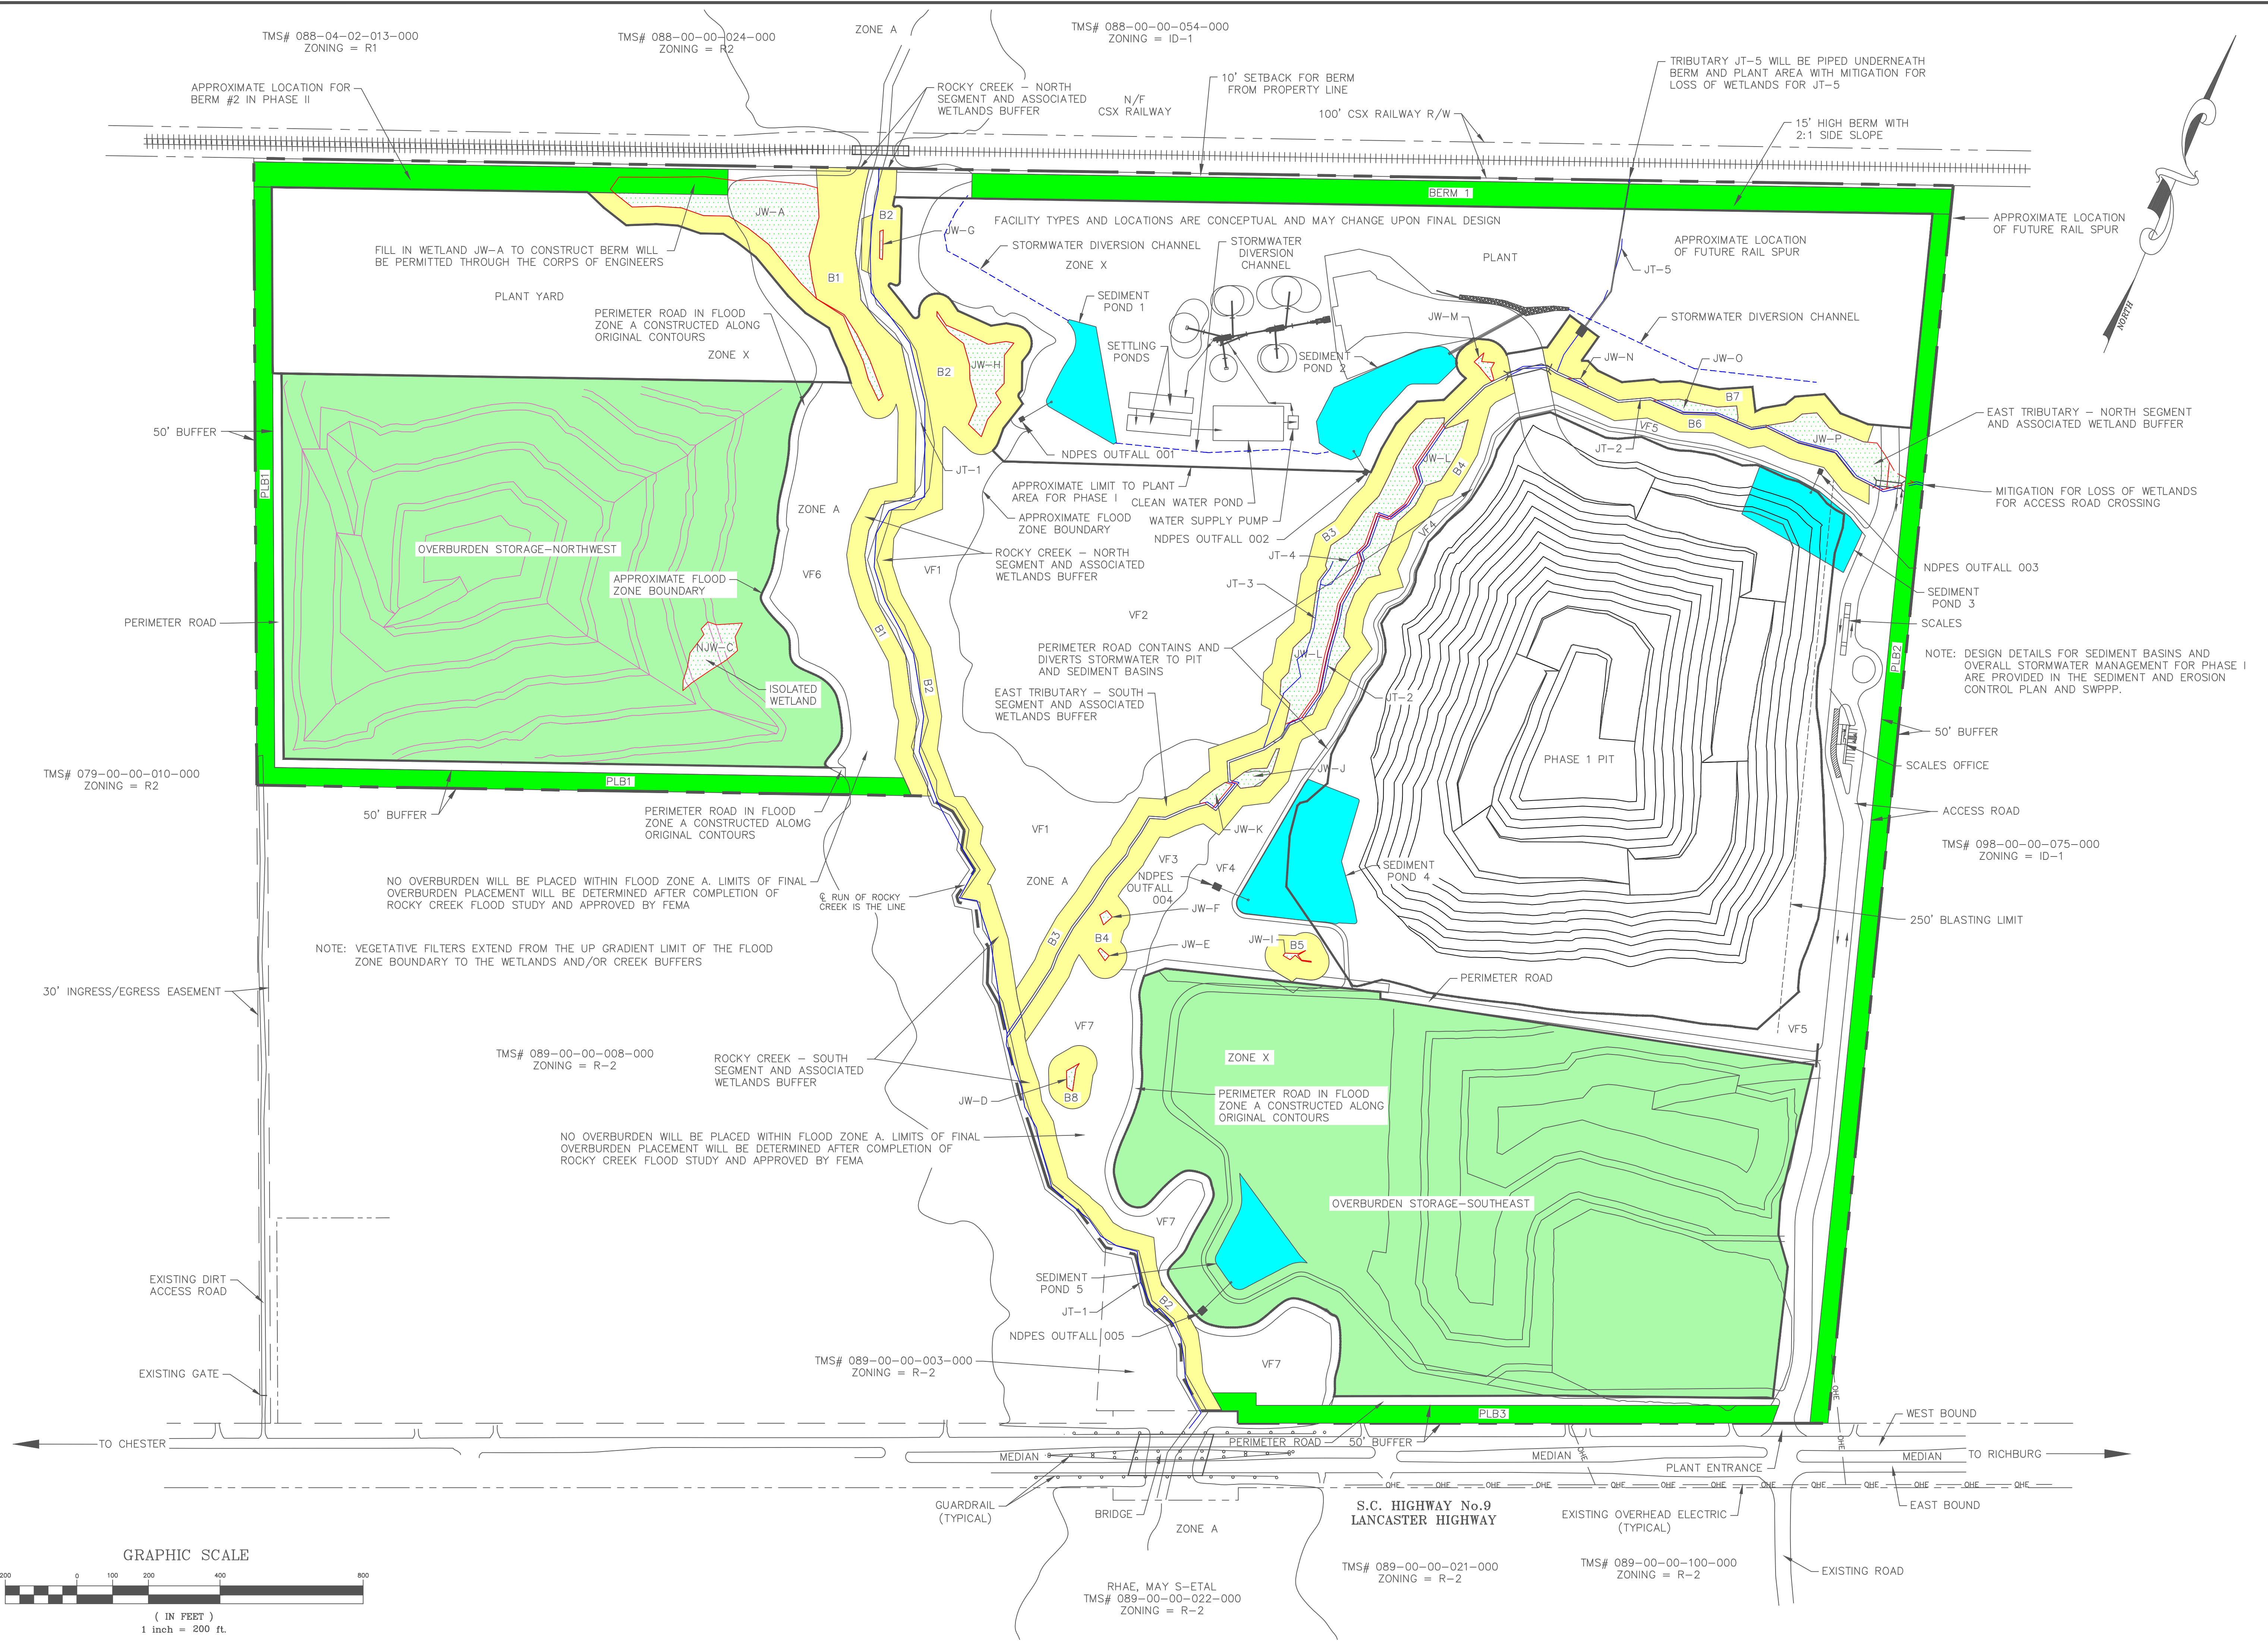 TMS# 088-04-02-013-000
ZONING = R1
TMS# 088-00-00-024-000
ZONING = R2
ZONE A
TMS# 088-00-00-054-000
ZONING = ID-1
APPROXIMATE LOCATION FOR
BERM #2 IN PHASE II
ROCKY CREEK - NORTH
SEGMENT AND ASSOCIATED
WETLANDS BUFFER
N/F
CSX RAILWAY
10' SETBACK FOR BERM
FROM PROPERTY LINE
100' CSX RAILWAY R/W
TRIBUTARY JT-5 WILL BE PIPED UNDERNEATH
BERM AND PLANT AREA WITH MITIGATION FOR
LOSS OF WETLANDS FOR JT-5
15' HIGH BERM WITH
2:1 SIDE SLOPE
NORTH
BERM 1
JW-A
B2
JW-G
FACILITY TYPES AND LOCATIONS ARE CONCEPTUAL AND MAY CHANGE UPON FINAL DESIGN
APPROXIMATE LOCATION
OF FUTURE RAIL SPUR
FILL IN WETLAND JW-A TO CONSTRUCT BERM WILL
BE PERMITTED THROUGH THE CORPS OF ENGINEERS
STORMWATER DIVERSION CHANNEL
ZONE X
STORMWATER
DIVERSION
CHANNEL
PLANT
APPROXIMATE LOCATION
OF FUTURE RAIL SPUR
JT-5
B1
PLANT YARD
SEDIMENT
POND 1
PERIMETER ROAD IN FLOOD
ZONE A CONSTRUCTED ALONG
ORIGINAL CONTOURS
ZONE X
JW-M
STORMWATER DIVERSION CHANNEL
SETTLING
PONDS
SEDIMENT
POND 2
JW-N
JW-O
B2
JW-H
B7
50' BUFFER
EAST TRIBUTARY - NORTH SEGMENT
AND ASSOCIATED WETLAND BUFFER
VF5
B6
JW-P
JT-2
NDPES OUTFALL 001
JW-L
B4
JT-1
PLB1
APPROXIMATE LIMIT TO PLANT
AREA FOR PHASE I
CLEAN WATER POND
MITIGATION FOR LOSS OF WETLANDS
FOR ACCESS ROAD CROSSING
ZONE A
APPROXIMATE FLOOD
ZONE BOUNDARY
WATER SUPPLY PUMP
B3
VF4
NDPES OUTFALL 002
OVERBURDEN STORAGE-NORTHWEST
ROCKY CREEK - NORTH
SEGMENT AND ASSOCIATED
WETLANDS BUFFER
JT-4
NDPES OUTFALL 003
VF6
VF1
APPROXIMATE FLOOD
ZONE BOUNDARY
JT-3
SEDIMENT
POND 3
VF2
PERIMETER ROAD
SCALES
B1
NJW-C
PERIMETER ROAD CONTAINS AND
DIVERTS STORMWATER TO PIT
AND SEDIMENT BASINS
JW-L
PLB2
NOTE: DESIGN DETAILS FOR SEDIMENT BASINS AND
OVERALL STORMWATER MANAGEMENT FOR PHASE I
ARE PROVIDED IN THE SEDIMENT AND EROSION
CONTROL PLAN AND SWPPP.
ISOLATED
WETLAND
B2
EAST TRIBUTARY - SOUTH
SEGMENT AND ASSOCIATED
WETLANDS BUFFER
JT-2
50' BUFFER
PHASE 1 PIT
SCALES OFFICE
TMS# 079-00-00-010-000
ZONING = R2
PLB1
JW-J
50' BUFFER
PERIMETER ROAD IN FLOOD
ZONE A CONSTRUCTED ALOMG
ORIGINAL CONTOURS
VF1
JW-K
ACCESS ROAD
TMS# 098-00-00-075-000
ZONING = ID-1
VF3
VF4
SEDIMENT
POND 4
NO OVERBURDEN WILL BE PLACED WITHIN FLOOD ZONE A. LIMITS OF FINAL
OVERBURDEN PLACEMENT WILL BE DETERMINED AFTER COMPLETION OF
ROCKY CREEK FLOOD STUDY AND APPROVED BY FEMA
℄ RUN OF ROCKY
CREEK IS THE LINE
ZONE A
NDPES
OUTFALL
004
JW-F
250' BLASTING LIMIT
B3
B4
JW-E
JW-I
B5
NOTE: VEGETATIVE FILTERS EXTEND FROM THE UP GRADIENT LIMIT OF THE FLOOD
ZONE BOUNDARY TO THE WETLANDS AND/OR CREEK BUFFERS
PERIMETER ROAD
30' INGRESS/EGRESS EASEMENT
VF7
VF5
TMS# 089-00-00-008-000
ZONING = R-2
ROCKY CREEK - SOUTH
SEGMENT AND ASSOCIATED
WETLANDS BUFFER
ZONE X
JW-D
B8
PERIMETER ROAD IN FLOOD
ZONE A CONSTRUCTED ALONG
ORIGINAL CONTOURS
NO OVERBURDEN WILL BE PLACED WITHIN FLOOD ZONE A. LIMITS OF FINAL
OVERBURDEN PLACEMENT WILL BE DETERMINED AFTER COMPLETION OF
ROCKY CREEK FLOOD STUDY AND APPROVED BY FEMA
OVERBURDEN STORAGE-SOUTHEAST
VF7
EXISTING DIRT
ACCESS ROAD
SEDIMENT
POND 5
JT-1
B2
NDPES OUTFALL 005
TMS# 089-00-00-003-000
ZONING = R-2
VF7
EXISTING GATE
OHE
PLB3
WEST BOUND
TO CHESTER
PERIMETER ROAD
50' BUFFER
OHE
OHE
MEDIAN
MEDIAN
MEDIAN
TO RICHBURG
PLANT ENTRANCE
OHE OHE OHE OHE OHE OHE OHE OHE OHE OHE OHE OHE OHE
GUARDRAIL
(TYPICAL)
BRIDGE
ZONE A
S.C. HIGHWAY No.9
LANCASTER HIGHWAY
EXISTING OVERHEAD ELECTRIC
(TYPICAL)
EAST BOUND
GRAPHIC SCALE
200 0 100 200 400 800
( IN FEET )
1 inch = 200 ft.
RHAE, MAY S-ETAL
TMS# 089-00-00-022-000
ZONING = R-2
TMS# 089-00-00-021-000
ZONING = R-2
TMS# 089-00-00-100-000
ZONING = R-2
EXISTING ROAD